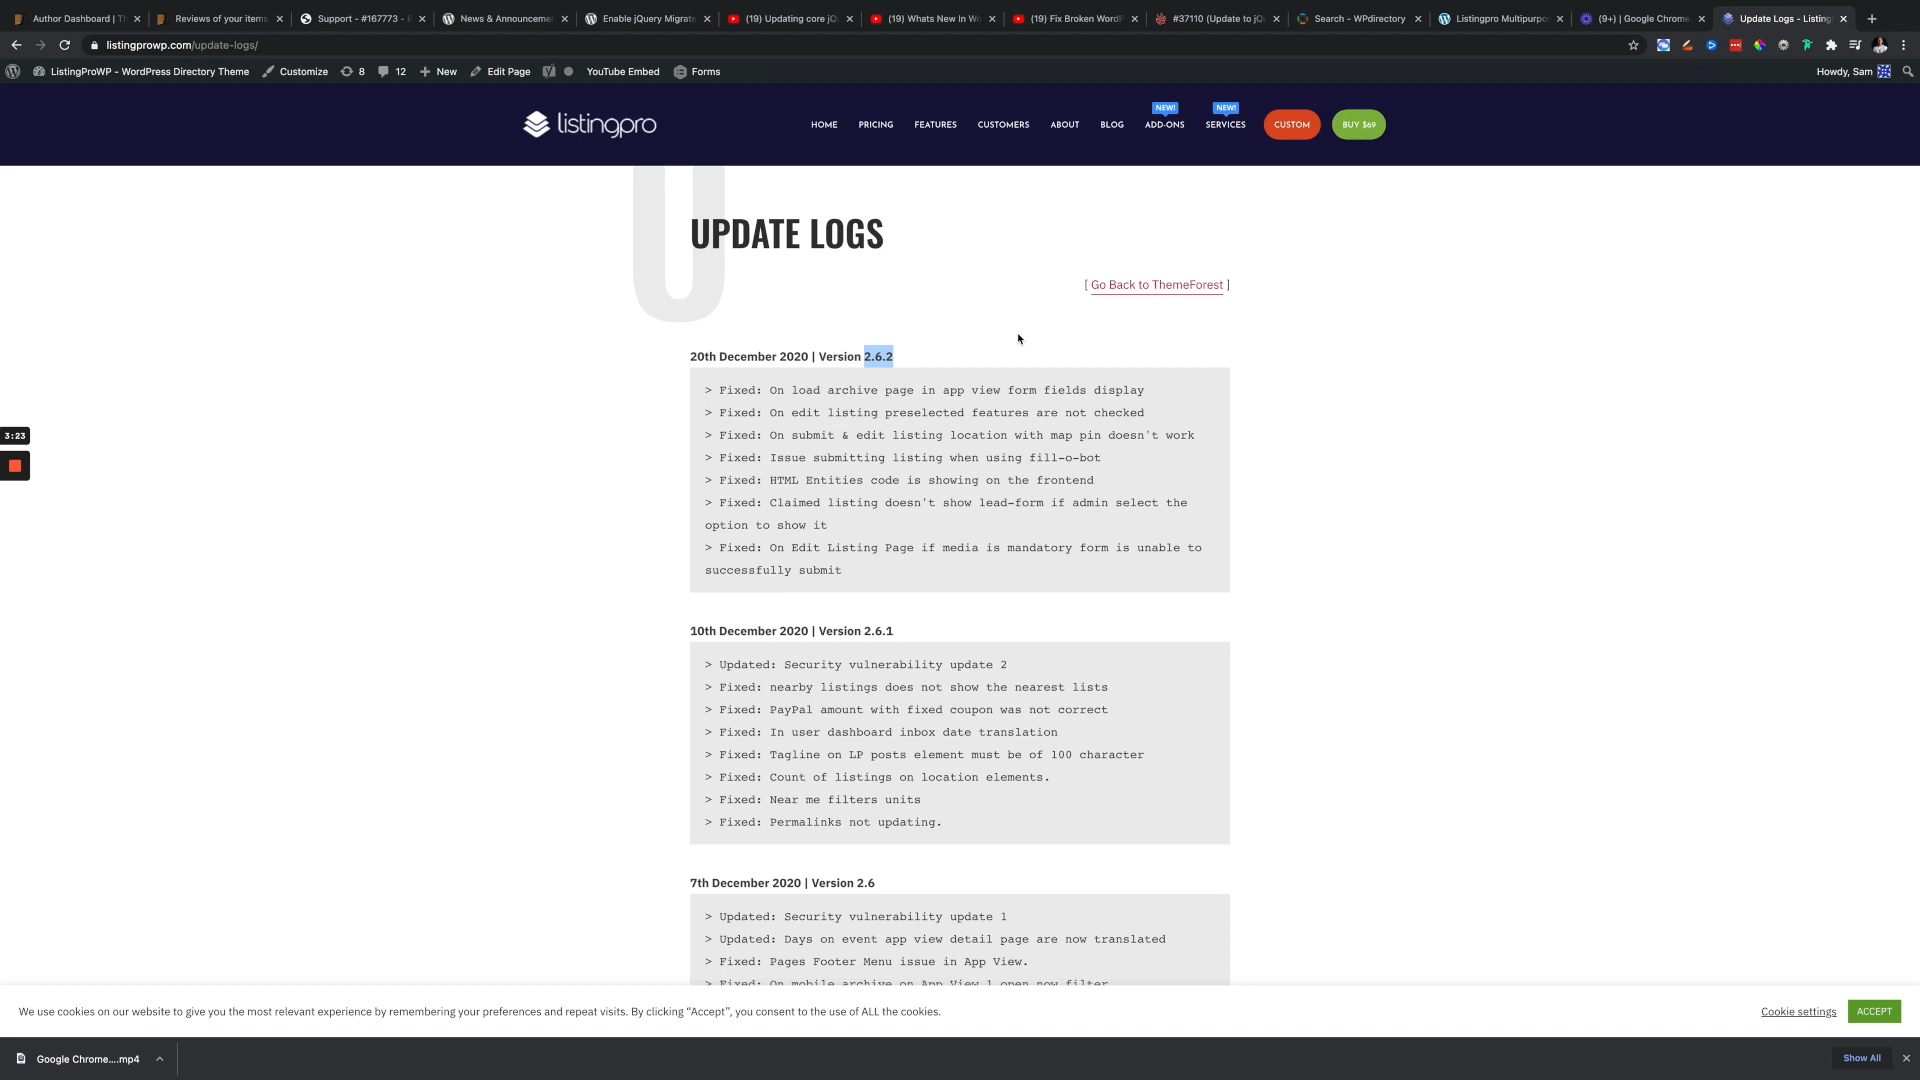 Author Dashboard | Th
Reviews of your items
Support - #167773 -
News & Announceme
Enable jQuery Migrat
(19) Updating core jQ
(19) Whats New In Wo
(19) Fix Broken WordP
#37110 (Update to jQ
Search - WPdirectory
Listingpro Multipurpo
(9+) | Google Chrome
Update Logs - Listing
listingprowp.com/update-logs/
ListingProWP - WordPress Directory Theme Customize 8 12 New Edit Page YouTube Embed Forms Howdy, Sam
listingpro
HOME PRICING FEATURES CUSTOMERS ABOUT BLOG
NEW!
ADD-ONS
NEW!
SERVICES
CUSTOM
BUY $69
U
UPDATE LOGS
[ Go Back to ThemeForest ]
20th December 2020 | Version 2.6.2
> Fixed: On load archive page in app view form fields display
> Fixed: On edit listing preselected features are not checked
> Fixed: On submit & edit listing location with map pin doesn't work
> Fixed: Issue submitting listing when using fill-o-bot
> Fixed: HTML Entities code is showing on the frontend
> Fixed: Claimed listing doesn't show lead-form if admin select the
option to show it
> Fixed: On Edit Listing Page if media is mandatory form is unable to
successfully submit
3:23
10th December 2020 | Version 2.6.1
> Updated: Security vulnerability update 2
> Fixed: nearby listings does not show the nearest lists
> Fixed: PayPal amount with fixed coupon was not correct
> Fixed: In user dashboard inbox date translation
> Fixed: Tagline on LP posts element must be of 100 character
> Fixed: Count of listings on location elements.
> Fixed: Near me filters units
> Fixed: Permalinks not updating.
7th December 2020 | Version 2.6
> Updated: Security vulnerability update 1
> Updated: Days on event app view detail page are now translated
> Fixed: Pages Footer Menu issue in App View.
> Fixed: On mobile archive on App View 1 open now filter
We use cookies on our website to give you the most relevant experience by remembering your preferences and repeat visits. By clicking “Accept”, you consent to the use of ALL the cookies.
Cookie settings
ACCEPT
Google Chrome....mp4
Show All